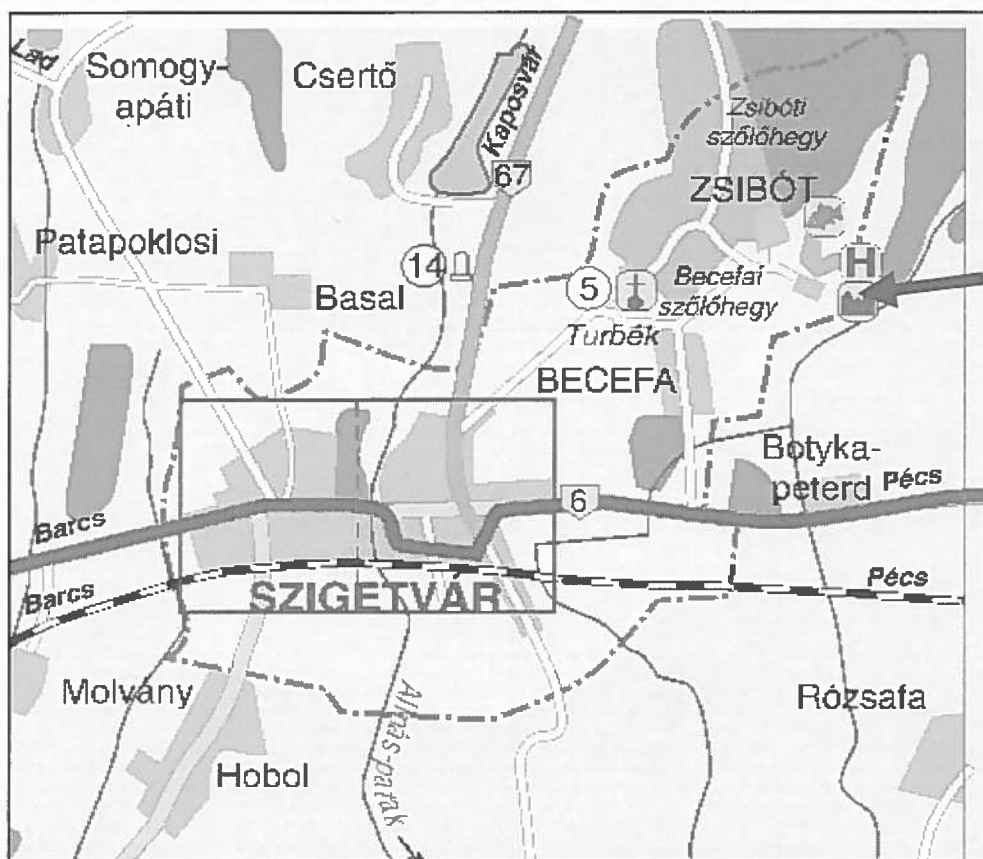 Lad
Somogy-
apáti
Csertő
Kaposvár
67
Zsibóti
szőlőhegy
ZSIBÓT
Patapoklosi
14
Basal
5
Becefai
szőlőhegy
H
Turbék
BECEFA
Botyka-
peterd
Pécs
6
Barcs
Barcs
SZIGETVÁR
Pécs
Molvány
Almás-patak
Rózsafa
Hobol